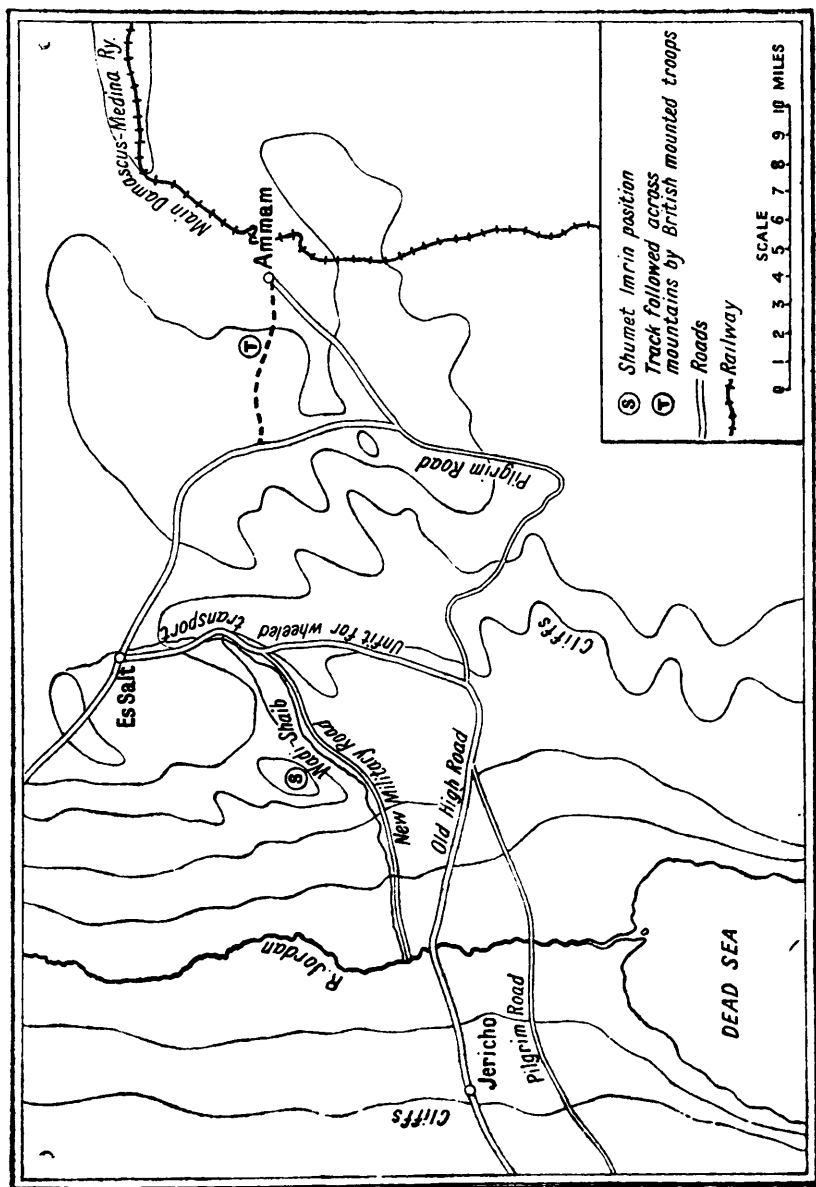 Main Damascus-Medina Ry.
Ammam
T
Es Salt
Unfit for wheeled transport
Wadi-Shaib
S
New Military Road
Pilgrim Road
Old High Road
Cliffs
R. Jordan
Jericho
Pilgrim Road
Cliffs
DEAD SEA
S Shumet Imrin position
T Track followed across
mountains by British mounted troops
Roads
Railway
SCALE
0 1 2 3 4 5 6 7 8 9 10 MILES